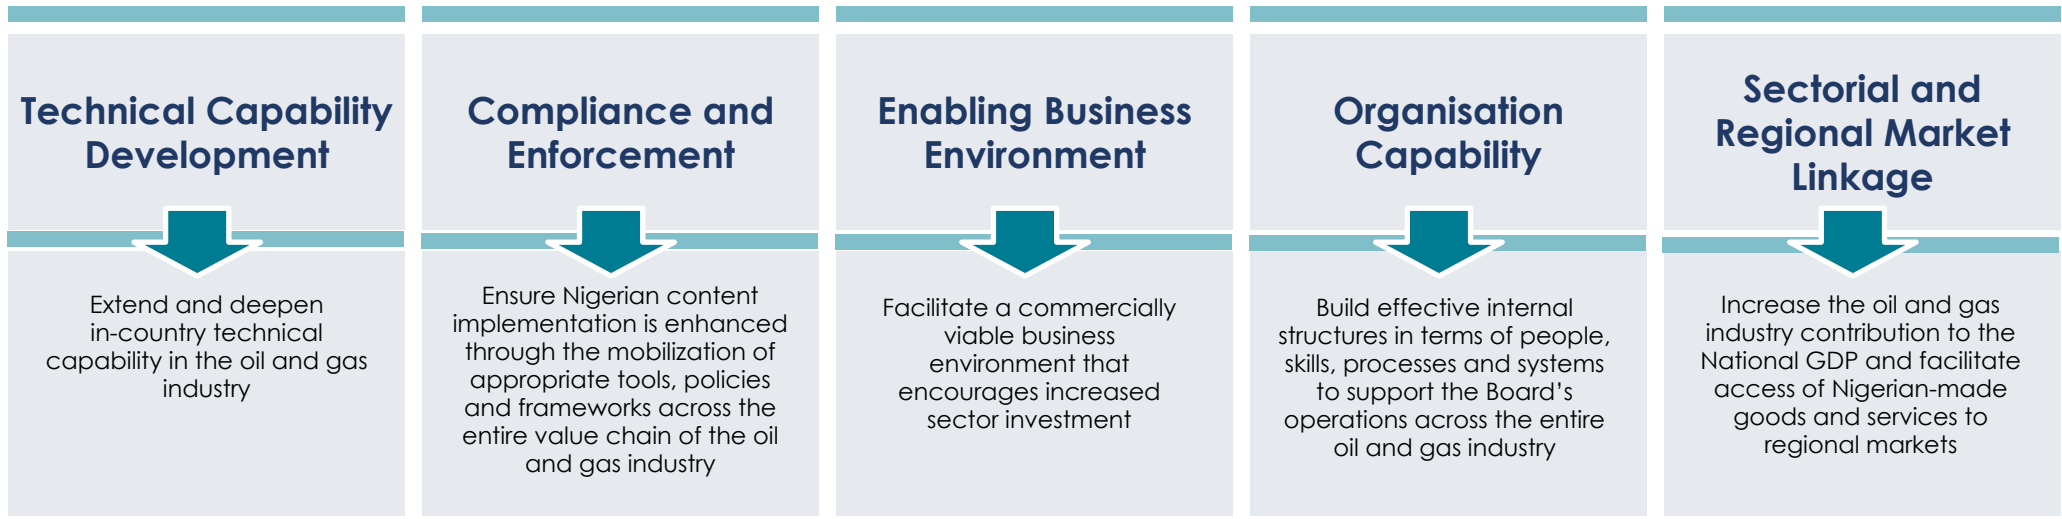 Technical Capability
Development
Extend and deepen
in-country technical
capability in the oil and gas
industry
Compliance and
Enforcement
Ensure Nigerian content
implementation is enhanced
through the mobilization of
appropriate tools, policies
and frameworks across the
entire value chain of the oil
and gas industry
Enabling Business
Environment
Facilitate a commercially
viable business
environment that
encourages increased
sector investment
Organisation
Capability
Build effective internal
structures in terms of people,
skills, processes and systems
to support the Board’s
operations across the entire
oil and gas industry
Sectorial and
Regional Market
Linkage
Increase the oil and gas
industry contribution to the
National GDP and facilitate
access of Nigerian-made
goods and services to
regional markets